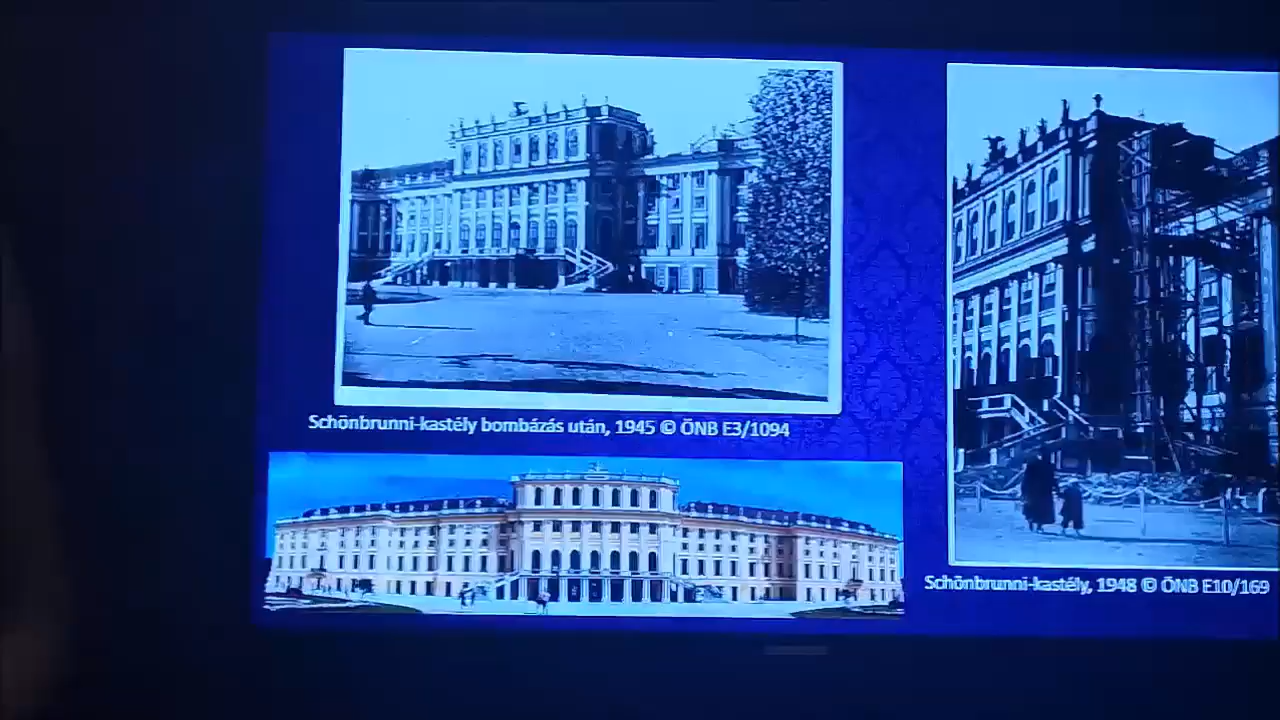 Schönbrunni-kastély bombázás után, 1945 © ÖNB E3/1094
Schönbrunni-kastély, 1948 © ÖNB E10/169